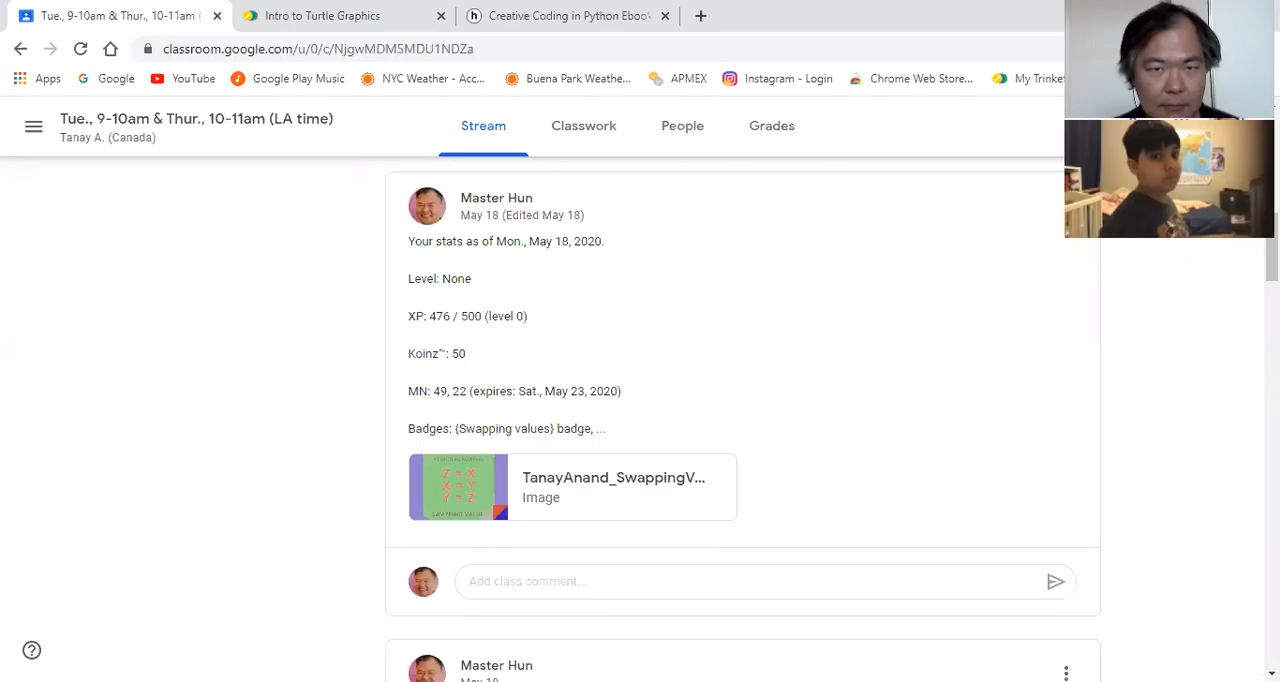 Tue., 9-10am & Thur., 10-11am (
Intro to Turtle Graphics
Creative Coding in Python Ebook
classroom.google.com/u/0/c/NjgwMDM5MDU1NDZa
Apps
Google
YouTube
Google Play Music
NYC Weather - Acc...
Buena Park Weathe...
APMEX
Instagram - Login
Chrome Web Store...
My Trinket
Tue., 9-10am & Thur., 10-11am (LA time)
Tanay A. (Canada)
Stream
Classwork
People
Grades
Master Hun
May 18 (Edited May 18)
Your stats as of Mon., May 18, 2020.
Level: None
XP: 476 / 500 (level 0)
Koinz™: 50
MN: 49, 22 (expires: Sat., May 23, 2020)
Badges: {Swapping values} badge, ...
Z = X
X = Y
Y = Z
TanayAnand_SwappingV...
Image
Add class comment...
Master Hun
May 18